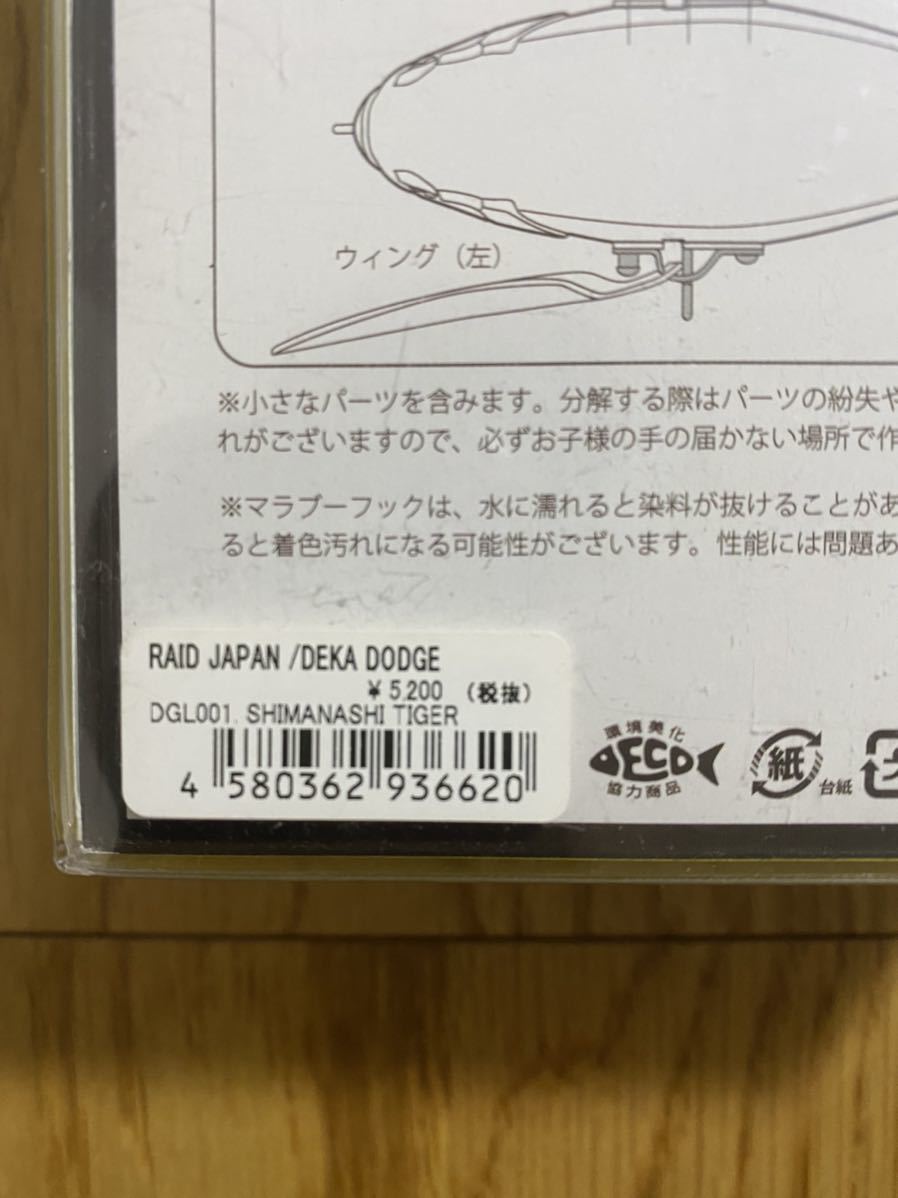 ウィング（左）
※小さなパーツを含みます。分解する際はパーツの紛失や
れがございますので、必ずお子様の手の届かない場所で作
※マラブーフックは、水に濡れると染料が抜けることがあ
ると着色汚れになる可能性がございます。性能には問題あ
RAID JAPAN /DEKA DODGE
￥5,200 （税抜）
DGL001. SHIMANASHI TIGER
4 580362 936620
環境美化
ECO
協力商品
紙
台紙